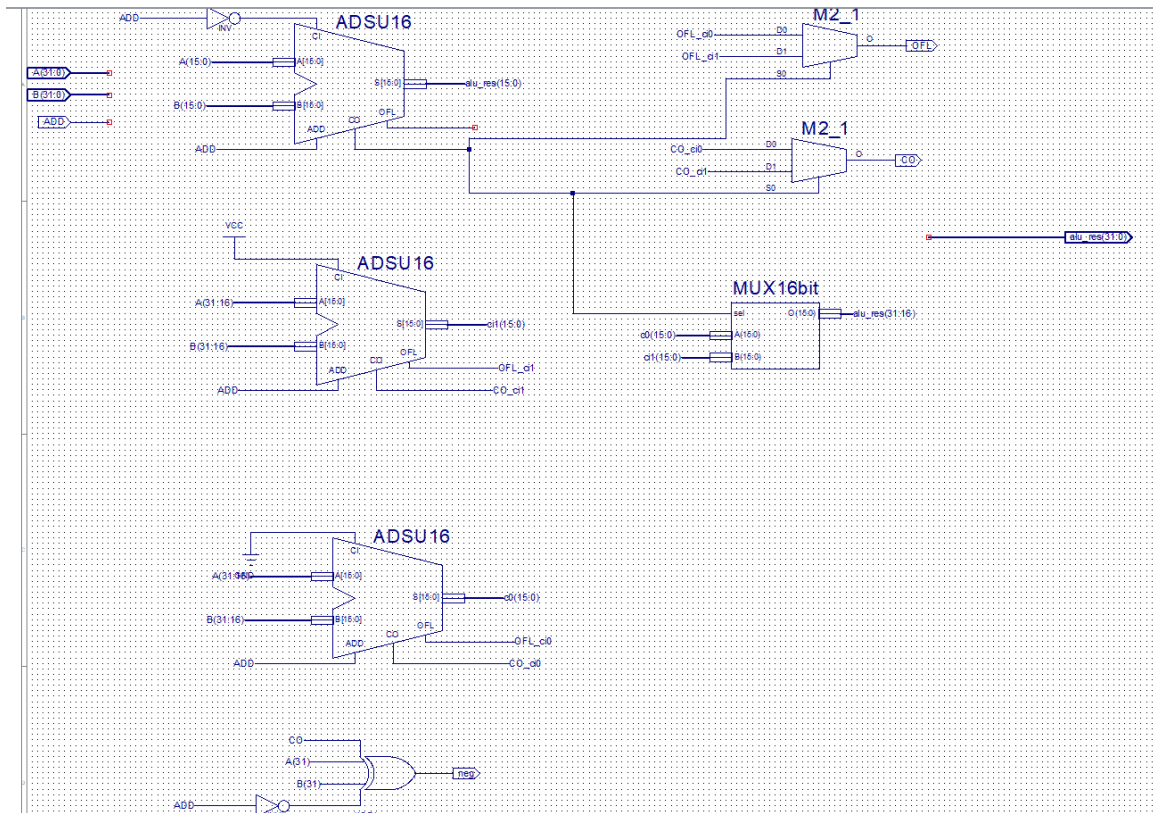 ADD
INV
ADSU16
CI
A(15:0)
A[15:0]
S[15:0]
alu_res(15:0)
B(15:0)
B[15:0]
OFL
CO
ADD
ADD
A(31:0)
B(31:0)
ADD
M2_1
OFL_ci0
D0
OFL_ci1
D1
S0
O
OFL
M2_1
CO_ci0
D0
CO_ci1
D1
S0
O
CO
alu_res(31:0)
VCC
ADSU16
CI
A(31:16)
A[15:0]
S[15:0]
ci1(15:0)
B(31:16)
B[15:0]
OFL
OFL_ci1
CO
ADD
ADD
CO_ci1
MUX16bit
sel
O(15:0)
alu_res(31:16)
c0(15:0)
A(15:0)
ci1(15:0)
B(15:0)
ADSU16
CI
A[15:0]
S[15:0]
c0(15:0)
B(31:16)
B[15:0]
OFL
OFL_ci0
CO
ADD
ADD
CO_ci0
CO
A(31)
B(31)
neg
ADD